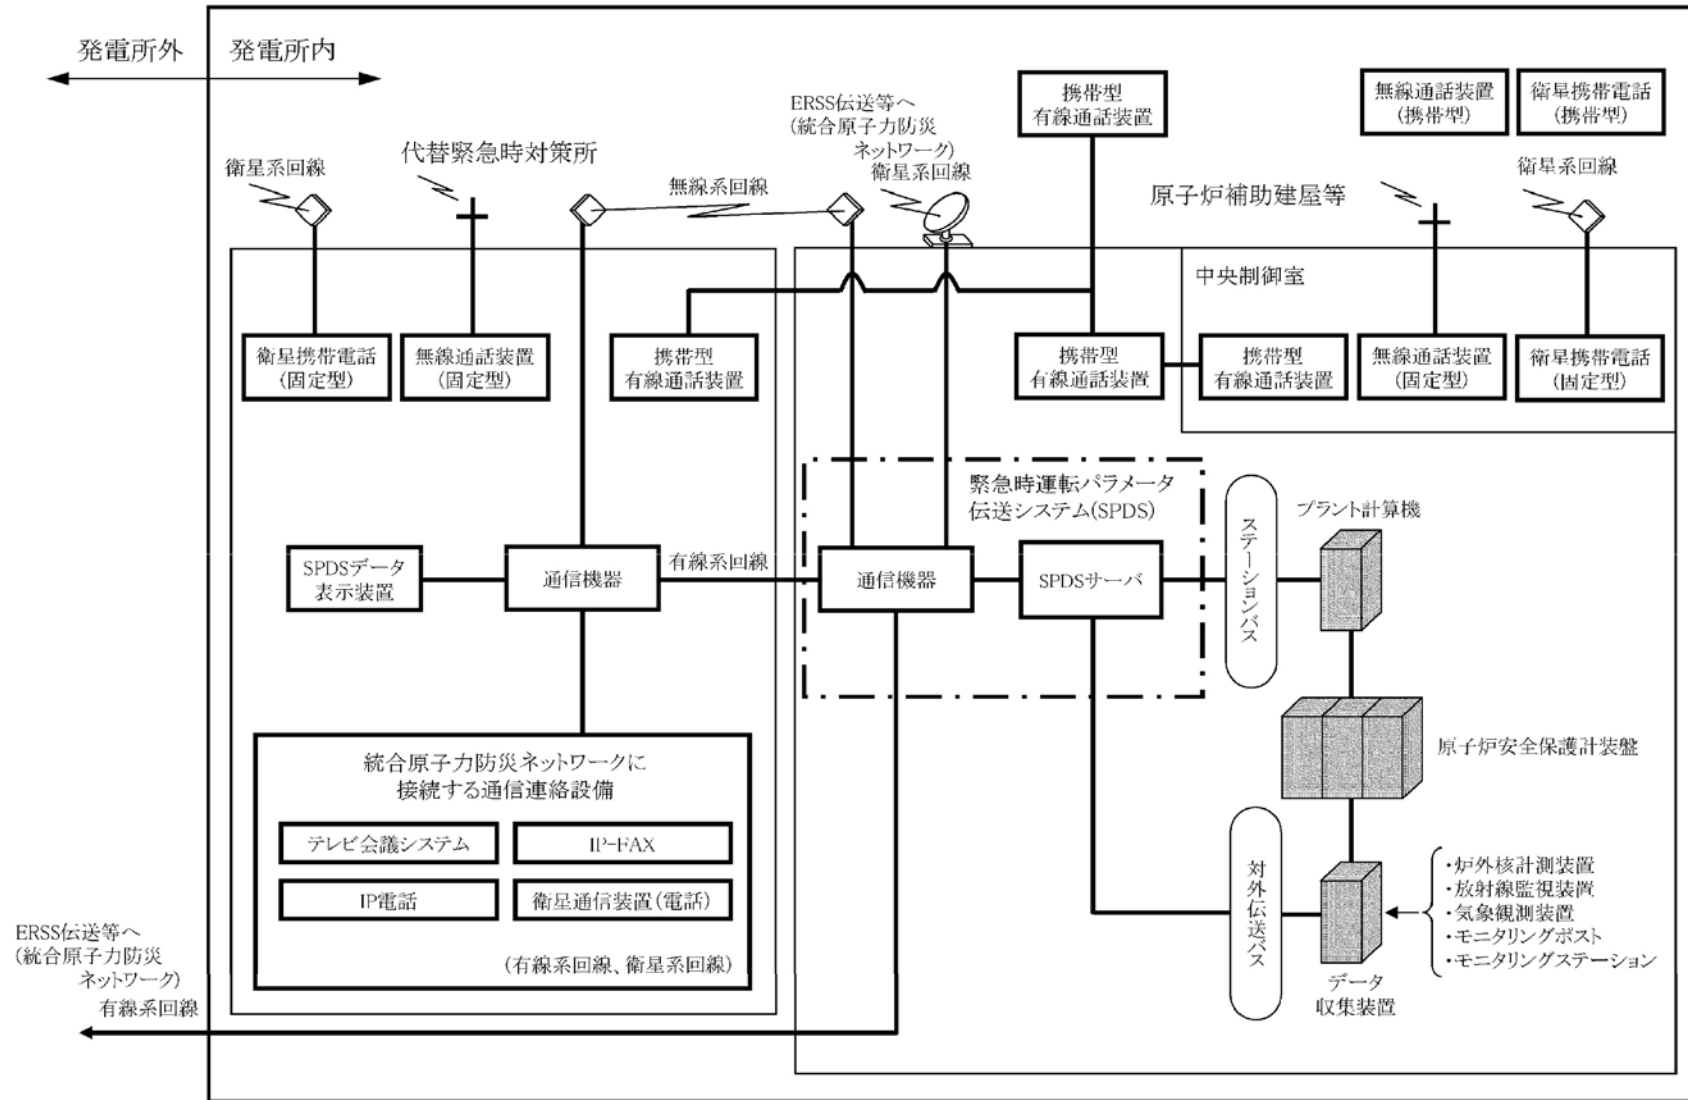 発電所外
発電所内
ERSS伝送等へ
(統合原子力防災
ネットワーク)
衛星系回線
携帯型
有線通話装置
無線通話装置
(携帯型)
衛星携帯電話
(携帯型)
衛星系回線
代替緊急時対策所
無線系回線
原子炉補助建屋等
衛星系回線
中央制御室
衛星携帯電話
(固定型)
無線通話装置
(固定型)
携帯型
有線通話装置
携帯型
有線通話装置
携帯型
有線通話装置
無線通話装置
(固定型)
衛星携帯電話
(固定型)
緊急時運転パラメータ
伝送システム(SPDS)
SPDSデータ
表示装置
通信機器
有線系回線
通信機器
SPDSサーバ
ステーションバス
プラント計算機
原子炉安全保護計装盤
統合原子力防災ネットワークに
接続する通信連絡設備
テレビ会議システム
IP-FAX
IP電話
衛星通信装置(電話)
(有線系回線、衛星系回線)
対外伝送バス
データ
収集装置
・炉外核計測装置
・放射線監視装置
・気象観測装置
・モニタリングポスト
・モニタリングステーション
ERSS伝送等へ
(統合原子力防災
ネットワーク)
有線系回線